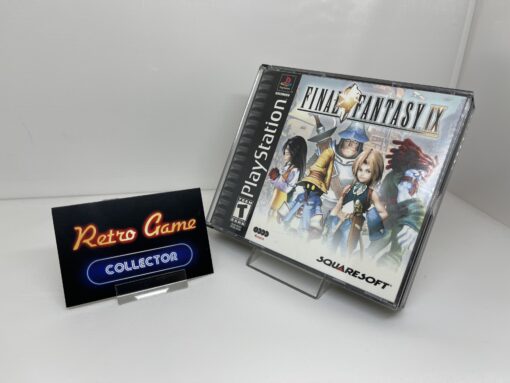 PlayStation
FINAL FANTASY IX
T
SQUARESOFT
Retro Game
COLLECTOR